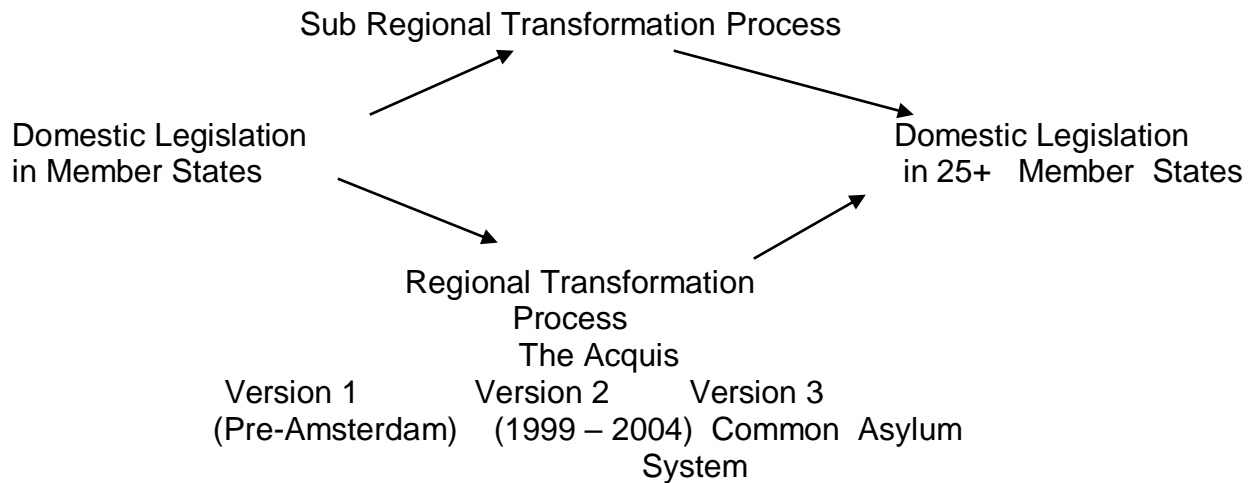 Sub Regional Transformation Process
Domestic Legislation
in Member States
Domestic Legislation
in 25+ Member States
Regional Transformation
Process
The Acquis
Version 1 Version 2 Version 3
(Pre-Amsterdam) (1999 – 2004) Common Asylum
System